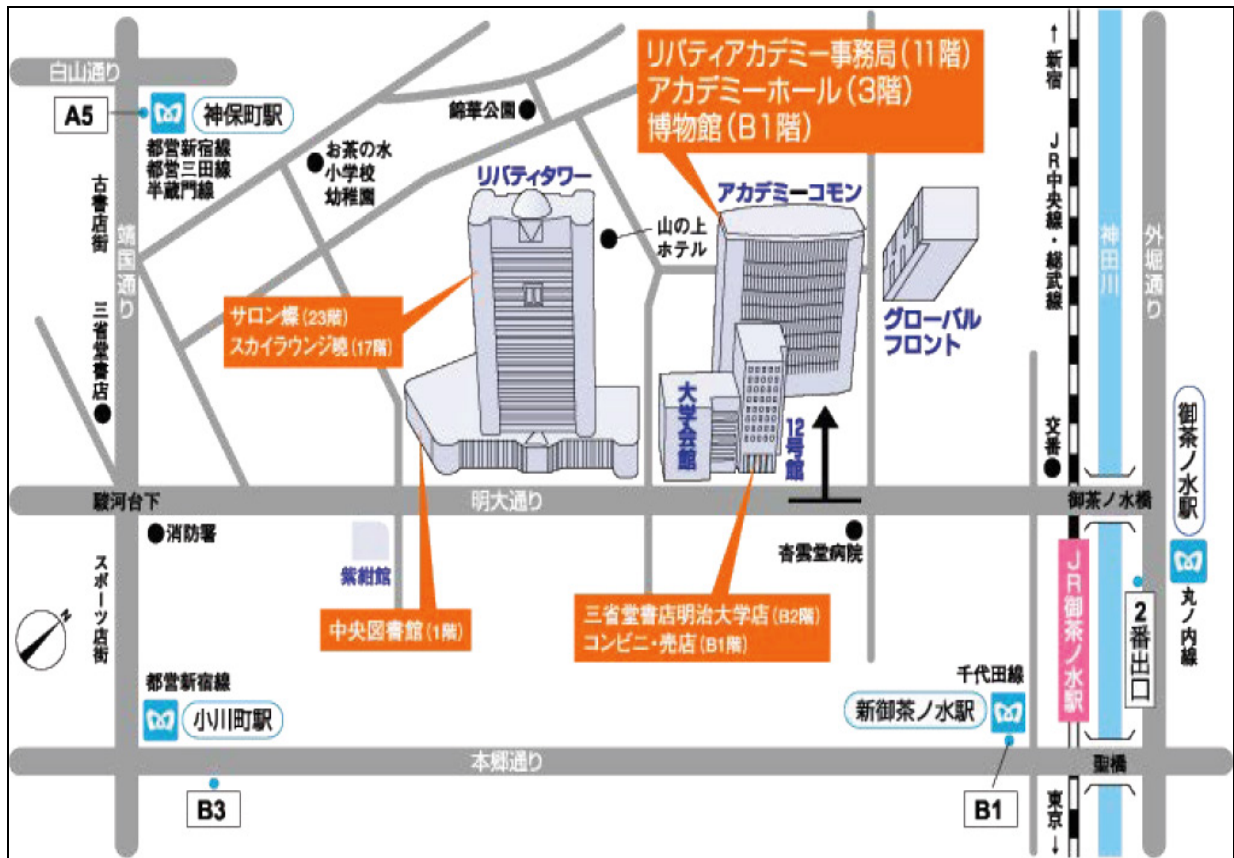 白山通り
A5
神保町駅
都営新宿線
都営三田線
半蔵門線
古書店街
靖国通り
三省堂書店
錦華公園
お茶の水
小学校
幼稚園
リバティタワー
山の上
ホテル
サロン燦(23階)
スカイラウンジ暁(17階)
リバティアカデミー事務局(11階)
アカデミーホール(3階)
博物館(B1階)
アカデミーコモン
グローバル
フロント
大学会館
12号館
↑新宿
JR中央線・総武線
神田川
外堀通り
交番
御茶ノ水駅
駿河台下
明大通り
御茶ノ水橋
消防署
紫紺館
杏雲堂病院
スポーツ店街
N
中央図書館(1階)
三省堂書店明治大学店(B2階)
コンビニ・売店(B1階)
JR御茶ノ水駅
2番出口
丸ノ内線
都営新宿線
小川町駅
千代田線
新御茶ノ水駅
本郷通り
聖橋
B3
B1
東京↓